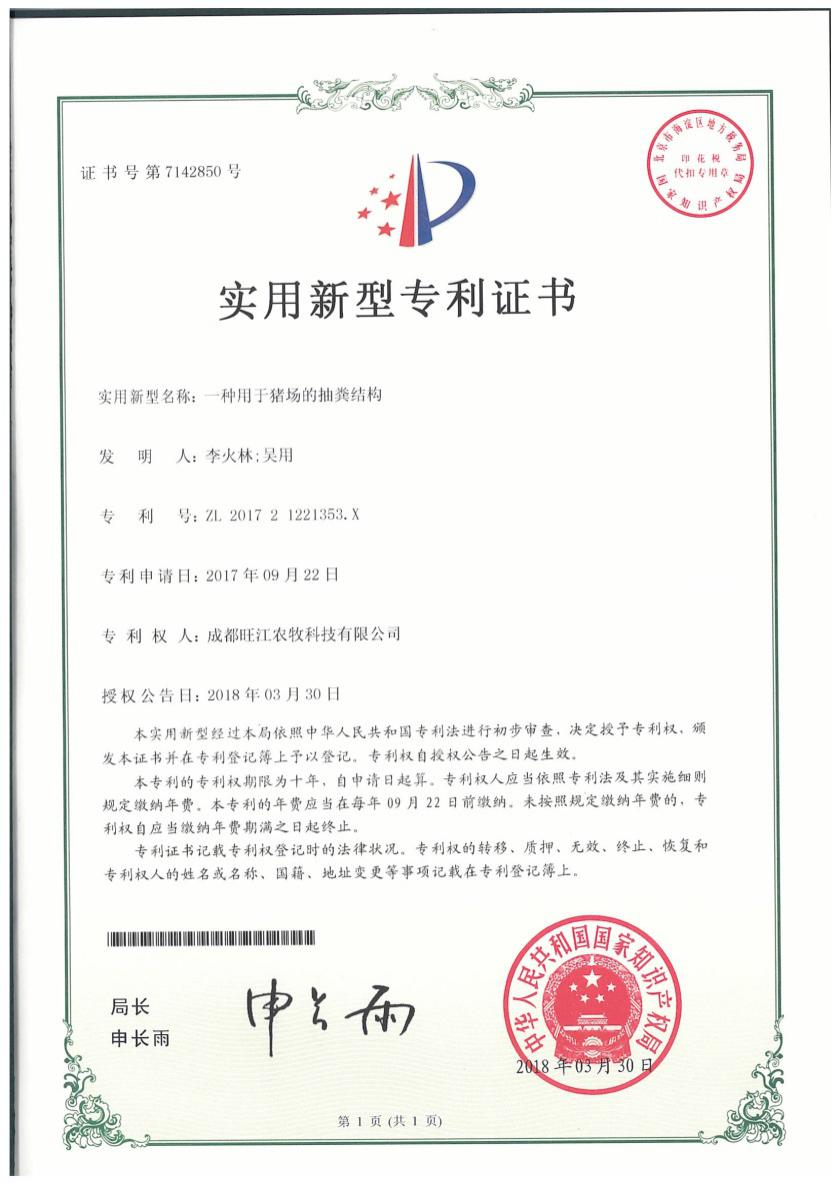 证书号第7142850号
北京市海淀区地方税务局
印花税
代扣专用章
国家知识产权局
实用新型专利证书
实用新型名称：一种用于猪场的抽粪结构
发明人：李火林;吴用
专利号：ZL 2017 2 1221353.X
专利申请日：2017年09月22日
专利权人：成都旺江农牧科技有限公司
授权公告日：2018年03月30日
本实用新型经过本局依照中华人民共和国专利法进行初步审查，决定授予专利权，颁
发本证书并在专利登记簿上予以登记。专利权自授权公告之日起生效。
本专利的专利权期限为十年，自申请日起算。专利权人应当依照专利法及其实施细则
规定缴纳年费。本专利的年费应当在每年09月22日前缴纳。未按照规定缴纳年费的，专
利权自应当缴纳年费期满之日起终止。
专利证书记载专利权登记时的法律状况。专利权的转移、质押、无效、终止、恢复和
专利权人的姓名或名称、国籍、地址变更等事项记载在专利登记簿上。
局长
申长雨
申长雨
中华人民共和国国家知识产权局
2018年03月30日
第1页(共1页)